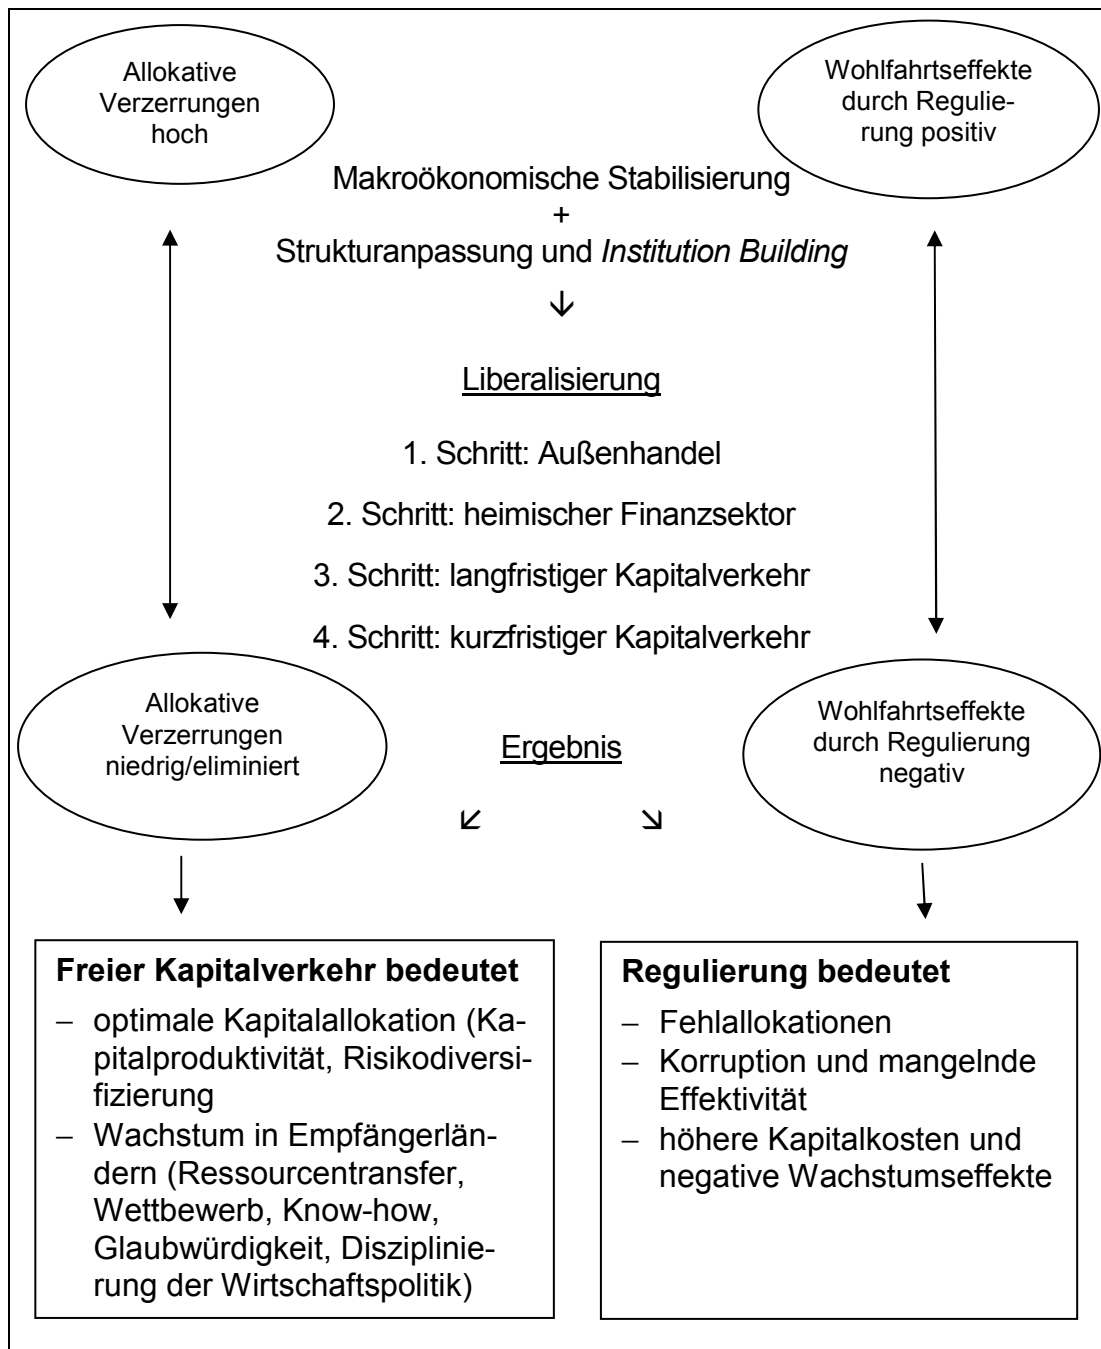 Allokative
Verzerrungen
hoch
Wohlfahrtseffekte
durch Regulie-
rung positiv
Makroökonomische Stabilisierung
+
Strukturanpassung und Institution Building
Liberalisierung
1. Schritt: Außenhandel
2. Schritt: heimischer Finanzsektor
3. Schritt: langfristiger Kapitalverkehr
4. Schritt: kurzfristiger Kapitalverkehr
Allokative
Verzerrungen
niedrig/eliminiert
Ergebnis
Wohlfahrtseffekte
durch Regulierung
negativ
Freier Kapitalverkehr bedeutet
– optimale Kapitalallokation (Ka-
pitalproduktivität, Risikodiversi-
fizierung
– Wachstum in Empfängerlän-
dern (Ressourcentransfer,
Wettbewerb, Know-how,
Glaubwürdigkeit, Disziplinie-
rung der Wirtschaftspolitik)
Regulierung bedeutet
– Fehlallokationen
– Korruption und mangelnde
Effektivität
– höhere Kapitalkosten und
negative Wachstumseffekte